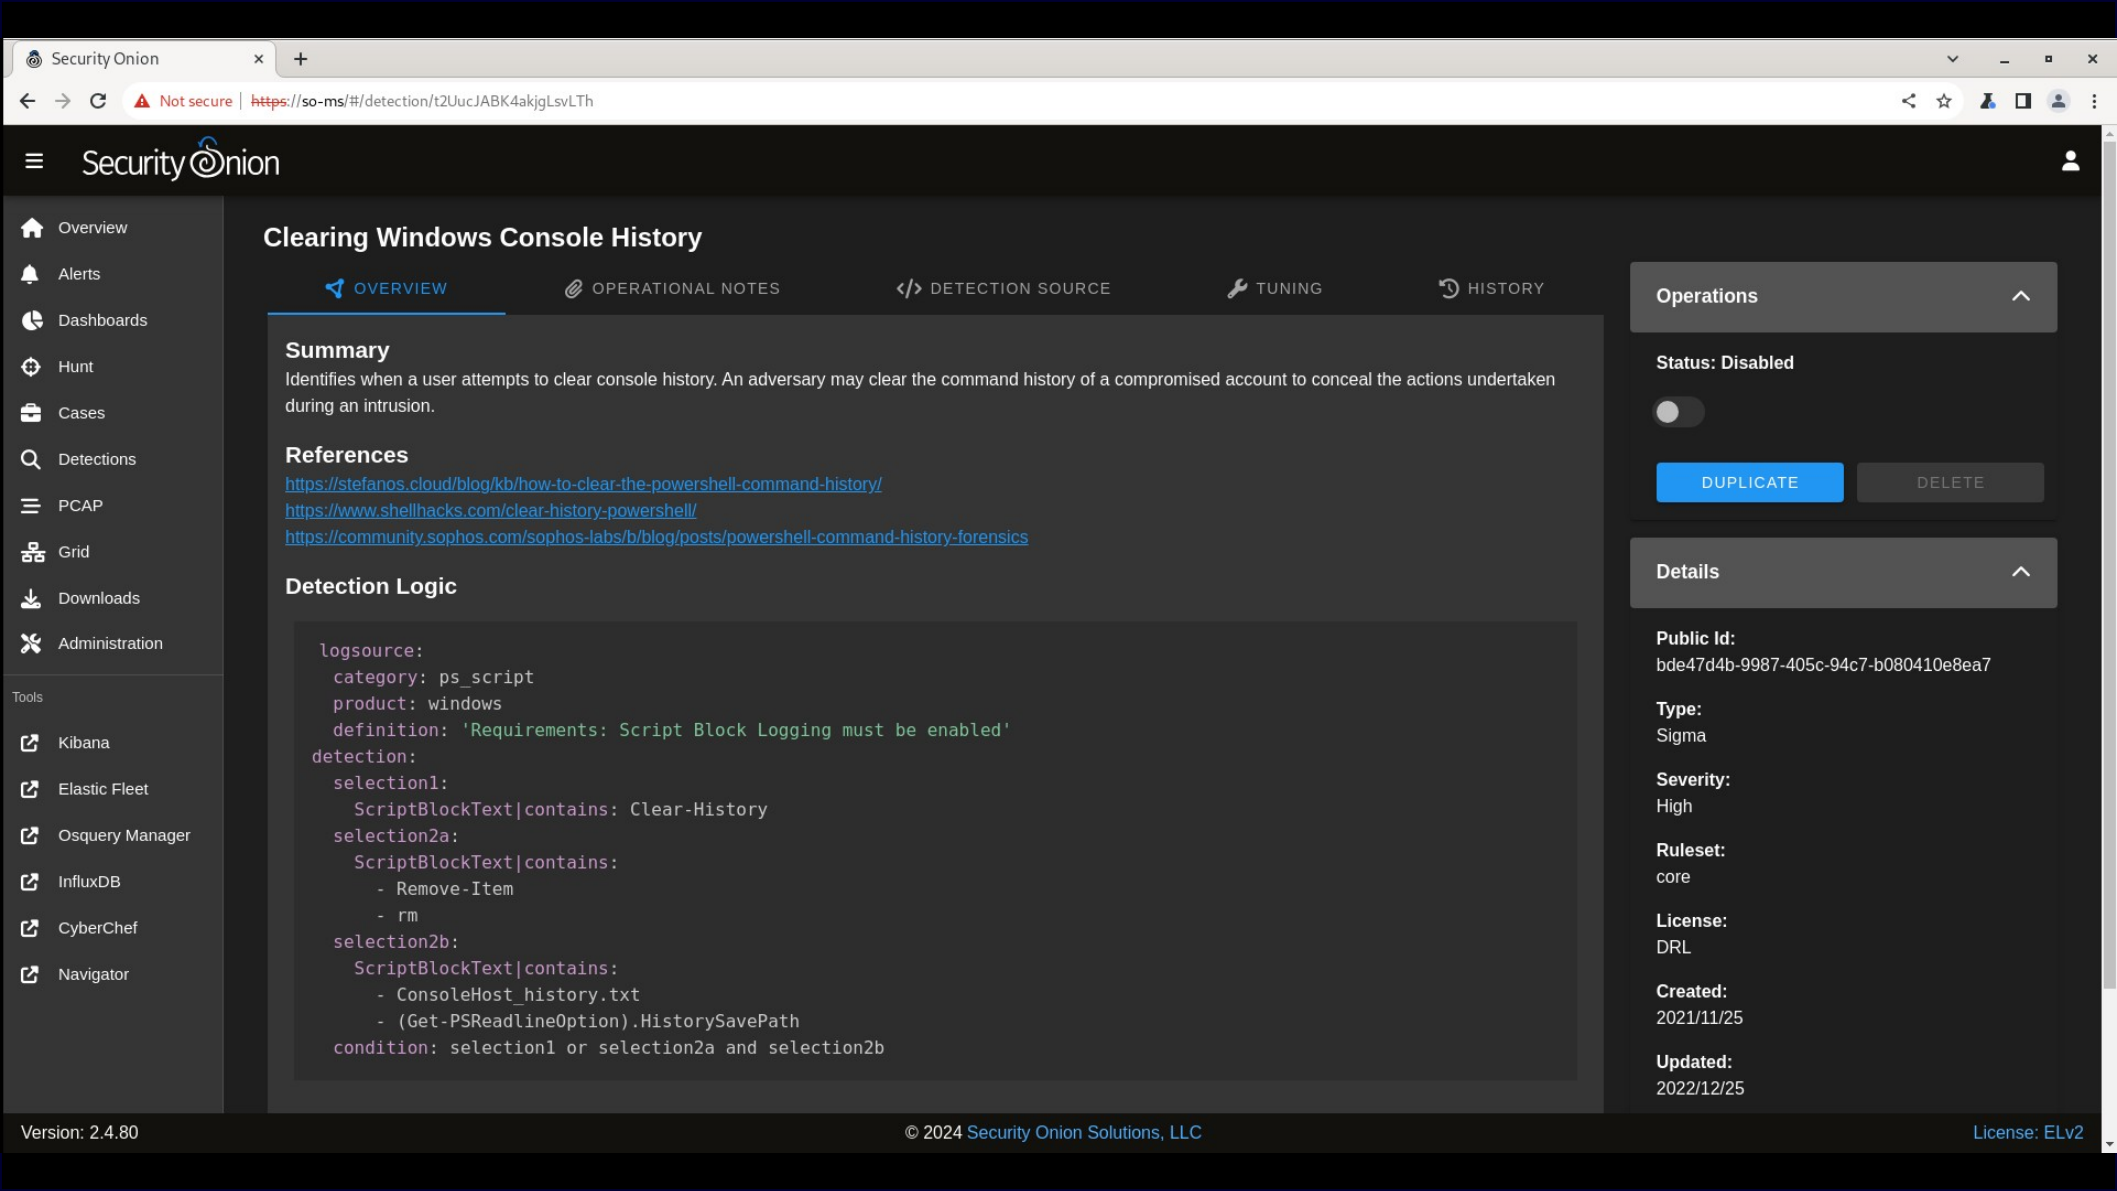 Security Onion
Not secure | https://so-ms/#/detection/t2UucJABK4akjgLsvLTh
Security Onion
Overview
Alerts
Dashboards
Hunt
Cases
Detections
PCAP
Grid
Downloads
Administration
Tools
Kibana
Elastic Fleet
Osquery Manager
InfluxDB
CyberChef
Navigator
Clearing Windows Console History
OVERVIEW
OPERATIONAL NOTES
DETECTION SOURCE
TUNING
HISTORY
Summary
Identifies when a user attempts to clear console history. An adversary may clear the command history of a compromised account to conceal the actions undertaken
during an intrusion.
References
https://stefanos.cloud/blog/kb/how-to-clear-the-powershell-command-history/
https://www.shellhacks.com/clear-history-powershell/
https://community.sophos.com/sophos-labs/b/blog/posts/powershell-command-history-forensics
Detection Logic
logsource:
category: ps_script
product: windows
definition: 'Requirements: Script Block Logging must be enabled'
detection:
selection1:
ScriptBlockText|contains: Clear-History
selection2a:
ScriptBlockText|contains:
- Remove-Item
- rm
selection2b:
ScriptBlockText|contains:
- ConsoleHost_history.txt
- (Get-PSReadlineOption).HistorySavePath
condition: selection1 or selection2a and selection2b
Operations
Status: Disabled
DUPLICATE
DELETE
Details
Public Id:
bde47d4b-9987-405c-94c7-b080410e8ea7
Type:
Sigma
Severity:
High
Ruleset:
core
License:
DRL
Created:
2021/11/25
Updated:
2022/12/25
Version: 2.4.80
© 2024 Security Onion Solutions, LLC
License: ELv2